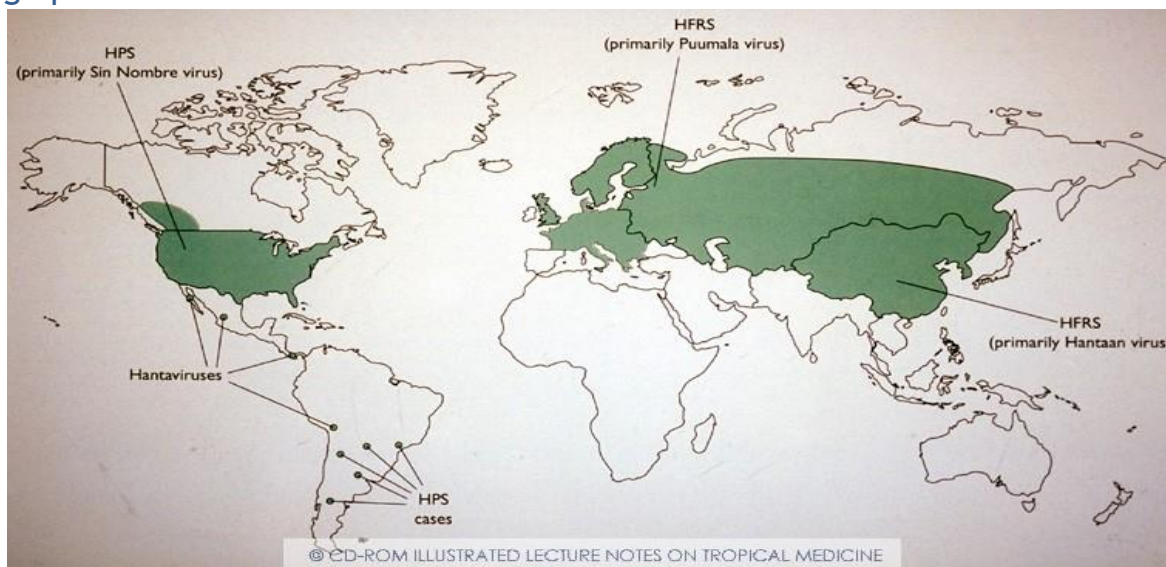 HPS
(primarily Sin Nombre virus)
HFRS
(primarily Puumala virus)
HFRS
(primarily Hantaan virus
Hantaviruses
HPS
cases
© CD-ROM ILLUSTRATED LECTURE NOTES ON TROPICAL MEDICINE